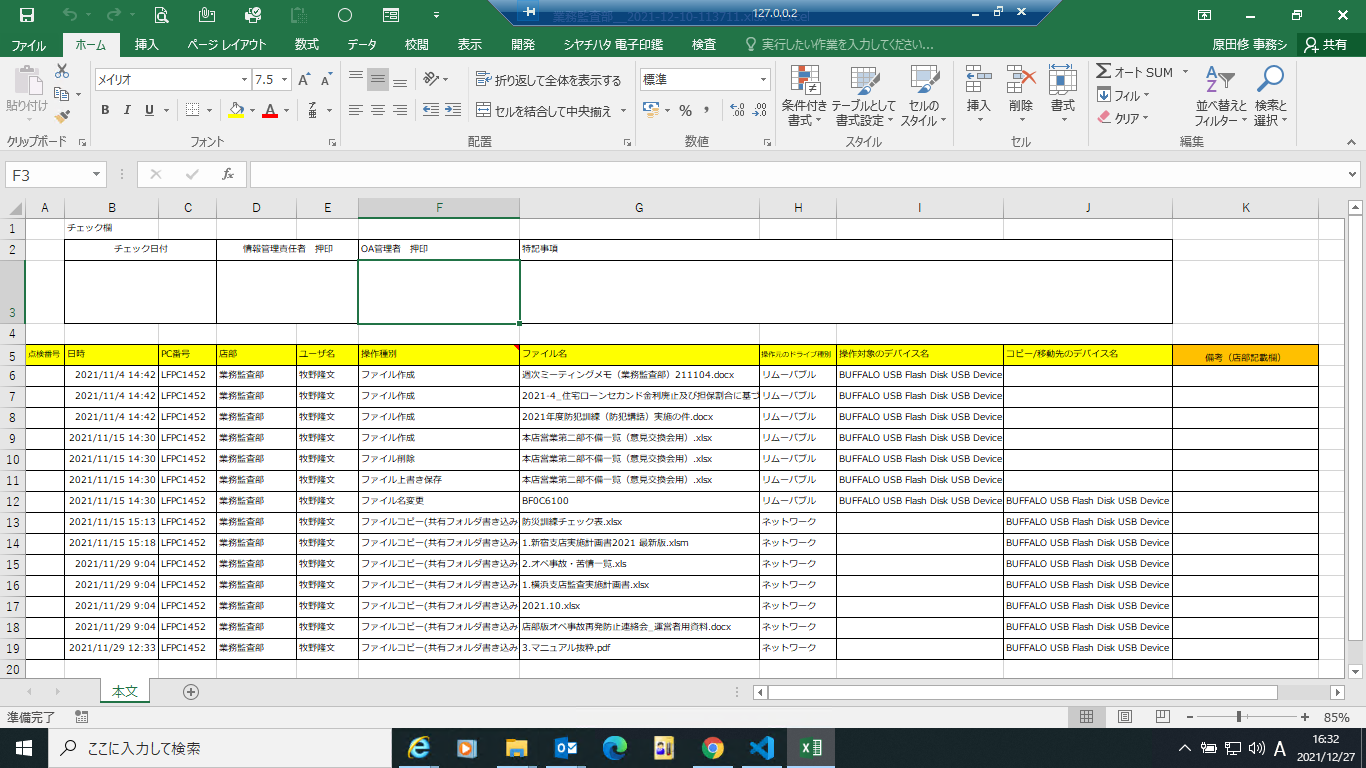 業務監査部__2021-12-10-113711.xlsx - Excel
127.0.0.2
ファイル ホーム 挿入 ページ レイアウト 数式 データ 校閲 表示 開発 シヤチハタ 電子印鑑 検査 実行したい作業を入力してください... 原田修 事務シ 共有
貼り付け
クリップボード
メイリオ 7.5
B I U
フォント
折り返して全体を表示する
セルを結合して中央揃え
配置
標準
%
数値
条件付き書式 テーブルとして書式設定 セルのスタイル
スタイル
挿入 削除 書式
セル
オート SUM
フィル
クリア
並べ替えとフィルター 検索と選択
編集
F3 fx
A B C D E F G H I J K
1 チェック欄
2 チェック日付 情報管理責任者 押印 OA管理者 押印 特記事項
3
4
5 点検番号 日時 PC番号 店部 ユーザ名 操作種別 ファイル名 操作元のドライブ種別 操作対象のデバイス名 コピー/移動先のデバイス名 備考（店部記載欄）
6 2021/11/4 14:42 LFPC1452 業務監査部 牧野隆文 ファイル作成 週次ミーティングメモ（業務監査部）211104.docx リムーバブル BUFFALO USB Flash Disk USB Device
7 2021/11/4 14:42 LFPC1452 業務監査部 牧野隆文 ファイル作成 2021-4_住宅ローンセカンド金利廃止及び担保割合に基づ リムーバブル BUFFALO USB Flash Disk USB Device
8 2021/11/4 14:42 LFPC1452 業務監査部 牧野隆文 ファイル作成 2021年度防犯訓練（防犯講話）実施の件.docx リムーバブル BUFFALO USB Flash Disk USB Device
9 2021/11/15 14:30 LFPC1452 業務監査部 牧野隆文 ファイル作成 本店営業第二部不備一覧（意見交換会用）.xlsx リムーバブル BUFFALO USB Flash Disk USB Device
10 2021/11/15 14:30 LFPC1452 業務監査部 牧野隆文 ファイル削除 本店営業第二部不備一覧（意見交換会用）.xlsx リムーバブル BUFFALO USB Flash Disk USB Device
11 2021/11/15 14:30 LFPC1452 業務監査部 牧野隆文 ファイル上書き保存 本店営業第二部不備一覧（意見交換会用）.xlsx リムーバブル BUFFALO USB Flash Disk USB Device
12 2021/11/15 14:30 LFPC1452 業務監査部 牧野隆文 ファイル名変更 BF0C6100 リムーバブル BUFFALO USB Flash Disk USB Device BUFFALO USB Flash Disk USB Device
13 2021/11/15 15:13 LFPC1452 業務監査部 牧野隆文 ファイルコピー(共有フォルダ書き込み 防災訓練チェック表.xlsx ネットワーク BUFFALO USB Flash Disk USB Device
14 2021/11/15 15:18 LFPC1452 業務監査部 牧野隆文 ファイルコピー(共有フォルダ書き込み 1.新宿支店実施計画書2021 最新版.xlsm ネットワーク BUFFALO USB Flash Disk USB Device
15 2021/11/29 9:04 LFPC1452 業務監査部 牧野隆文 ファイルコピー(共有フォルダ書き込み 2.オペ事故・苦情一覧.xls ネットワーク BUFFALO USB Flash Disk USB Device
16 2021/11/29 9:04 LFPC1452 業務監査部 牧野隆文 ファイルコピー(共有フォルダ書き込み 1.横浜支店監査実施計画書.xlsx ネットワーク BUFFALO USB Flash Disk USB Device
17 2021/11/29 9:04 LFPC1452 業務監査部 牧野隆文 ファイルコピー(共有フォルダ書き込み 2021.10.xlsx ネットワーク BUFFALO USB Flash Disk USB Device
18 2021/11/29 9:04 LFPC1452 業務監査部 牧野隆文 ファイルコピー(共有フォルダ書き込み 店部版オペ事故再発防止連絡会_運営者用資料.docx ネットワーク BUFFALO USB Flash Disk USB Device
19 2021/11/29 12:33 LFPC1452 業務監査部 牧野隆文 ファイルコピー(共有フォルダ書き込み 3.マニュアル抜粋.pdf ネットワーク BUFFALO USB Flash Disk USB Device
20
本文
準備完了 85%
ここに入力して検索 A 16:32
2021/12/27